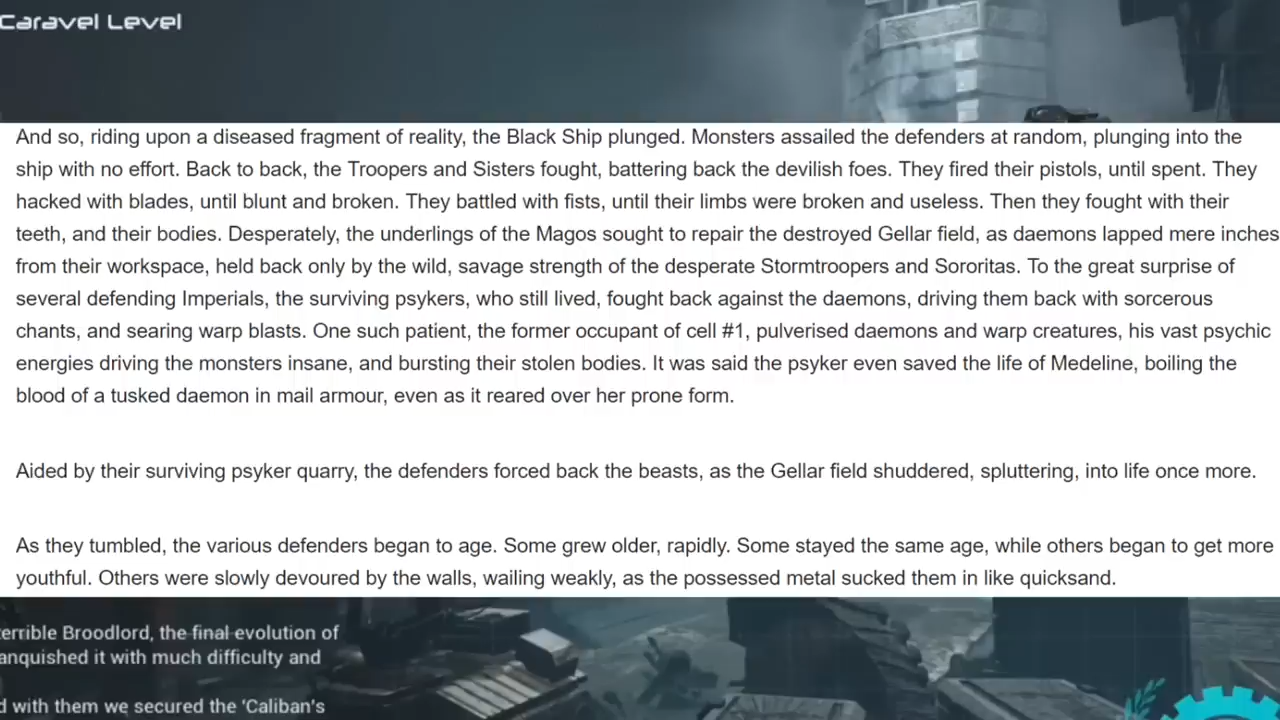 Caravel Level
And so, riding upon a diseased fragment of reality, the Black Ship plunged. Monsters assailed the defenders at random, plunging into the
ship with no effort. Back to back, the Troopers and Sisters fought, battering back the devilish foes. They fired their pistols, until spent. They
hacked with blades, until blunt and broken. They battled with fists, until their limbs were broken and useless. Then they fought with their
teeth, and their bodies. Desperately, the underlings of the Magos sought to repair the destroyed Gellar field, as daemons lapped mere inches
from their workspace, held back only by the wild, savage strength of the desperate Stormtroopers and Sororitas. To the great surprise of
several defending Imperials, the surviving psykers, who still lived, fought back against the daemons, driving them back with sorcerous
chants, and searing warp blasts. One such patient, the former occupant of cell #1, pulverised daemons and warp creatures, his vast psychic
energies driving the monsters insane, and bursting their stolen bodies. It was said the psyker even saved the life of Medeline, boiling the
blood of a tusked daemon in mail armour, even as it reared over her prone form.
Aided by their surviving psyker quarry, the defenders forced back the beasts, as the Gellar field shuddered, spluttering, into life once more.
As they tumbled, the various defenders began to age. Some grew older, rapidly. Some stayed the same age, while others began to get more
youthful. Others were slowly devoured by the walls, wailing weakly, as the possessed metal sucked them in like quicksand.
errible Broodlord, the final evolution of
anquished it with much difficulty and
d with them we secured the 'Caliban's